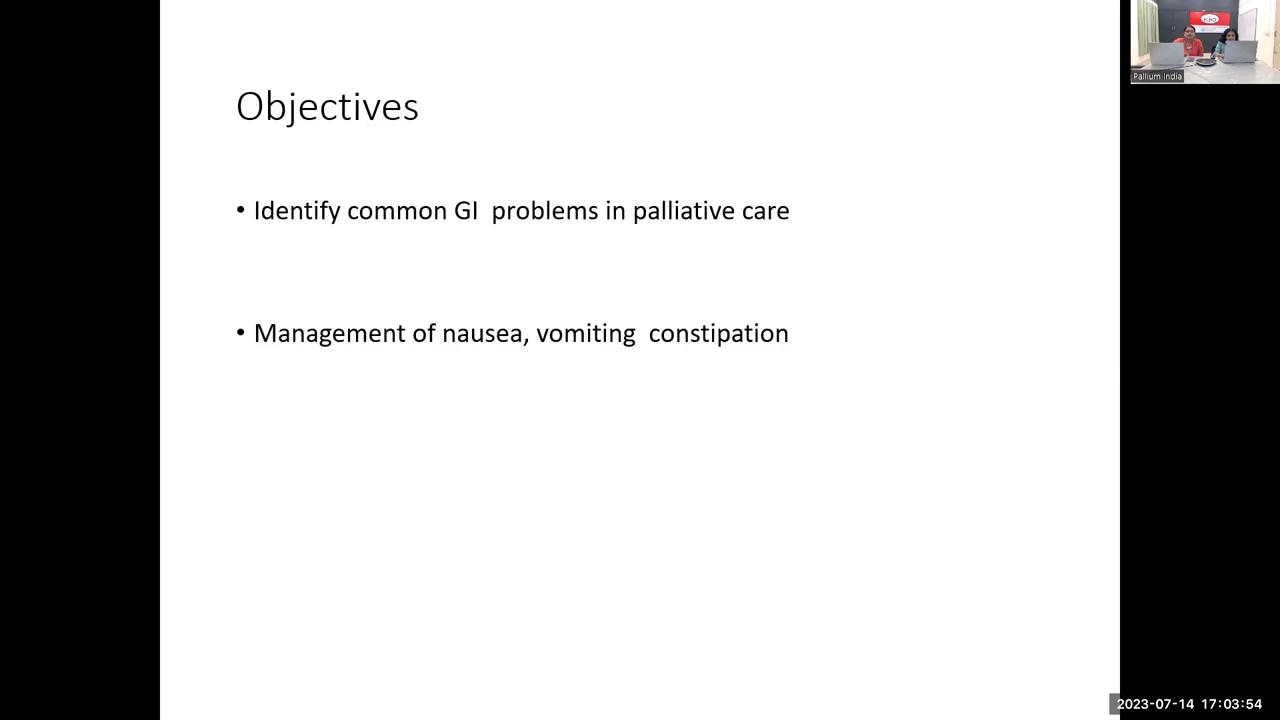 Objectives
• Identify common GI  problems in palliative care
• Management of nausea, vomiting  constipation
ECHO
Pallium India
2023-07-14 17:03:54